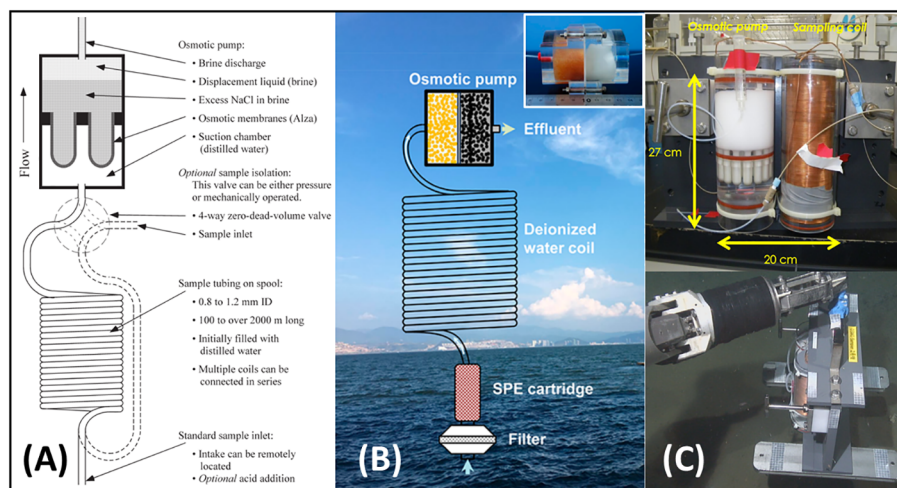 Osmotic pump:
• Brine discharge
• Displacement liquid (brine)
• Excess NaCl in brine
• Osmotic membranes (Alza)
• Suction chamber
(distilled water)
Flow
Optional sample isolation:
This valve can be either pressure
or mechanically operated.
• 4-way zero-dead-volume valve
• Sample inlet
Sample tubing on spool:
• 0.8 to 1.2 mm ID
• 100 to over 2000 m long
• Initially filled with
distilled water
• Multiple coils can be
connected in series
Standard sample inlet:
• Intake can be remotely
located
• Optional acid addition
(A)
Osmotic pump
Effluent
Deionized
water coil
SPE cartridge
Filter
(B)
Osmotic pump
Sampling coil
27 cm
20 cm
(C)